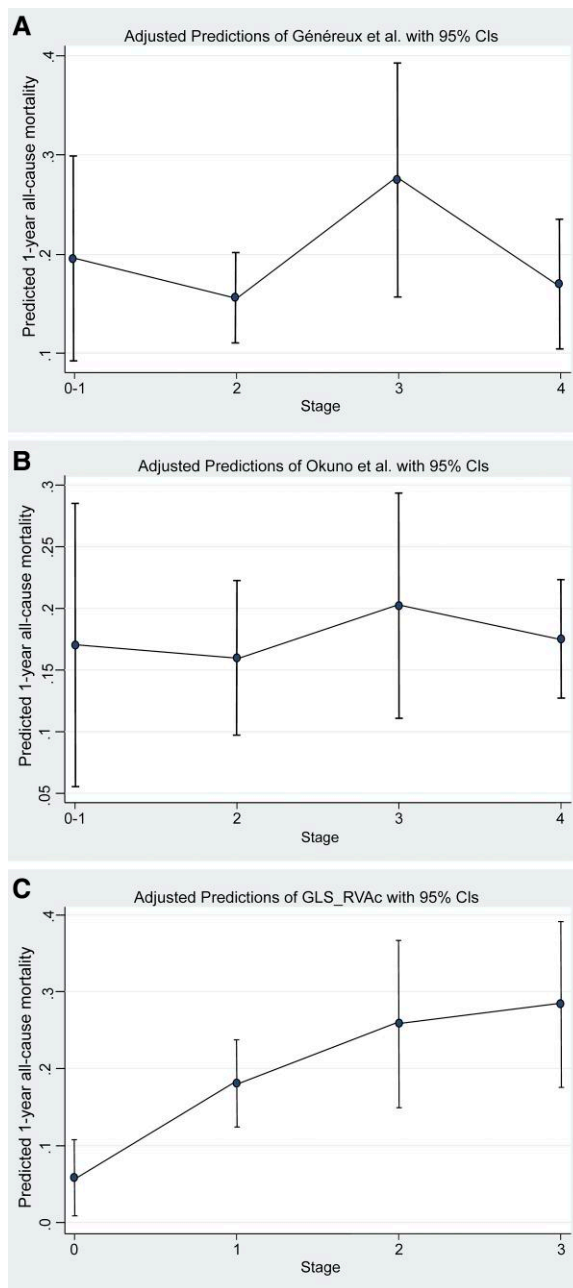 A
Adjusted Predictions of Généreux et al. with 95% CIs
Predicted 1-year all-cause mortality
.4
.3
.2
.1
0-1 2 3 4
Stage
B
Adjusted Predictions of Okuno et al. with 95% CIs
Predicted 1-year all-cause mortality
.3
.25
.2
.15
.1
.05
0-1 2 3 4
Stage
C
Adjusted Predictions of GLS_RVAc with 95% CIs
Predicted 1-year all-cause mortality
.4
.3
.2
.1
.0
0 1 2 3